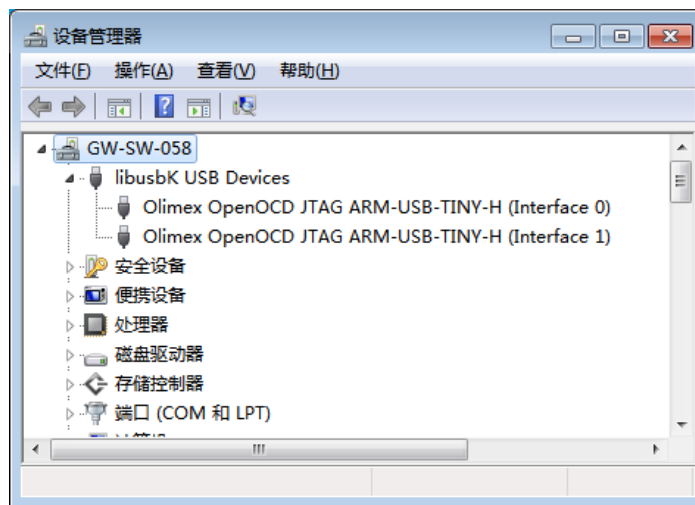 设备管理器
文件(F) 操作(A) 查看(V) 帮助(H)
GW-SW-058
libusbK USB Devices
Olimex OpenOCD JTAG ARM-USB-TINY-H (Interface 0)
Olimex OpenOCD JTAG ARM-USB-TINY-H (Interface 1)
安全设备
便携设备
处理器
磁盘驱动器
存储控制器
端口 (COM 和 LPT)